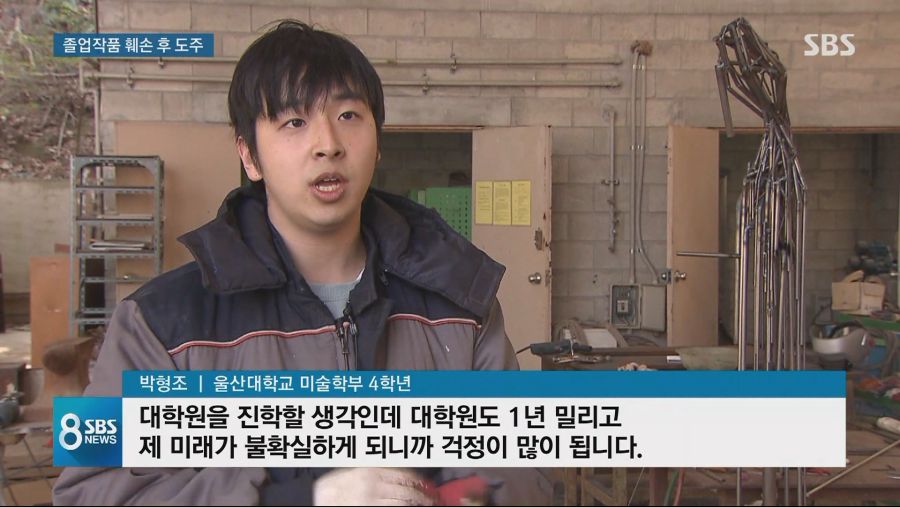 졸업작품 훼손 후 도주
SBS
박형조 | 울산대학교 미술학부 4학년
8 SBS NEWS
대학원을 진학할 생각인데 대학원도 1년 밀리고
제 미래가 불확실하게 되니까 걱정이 많이 됩니다.